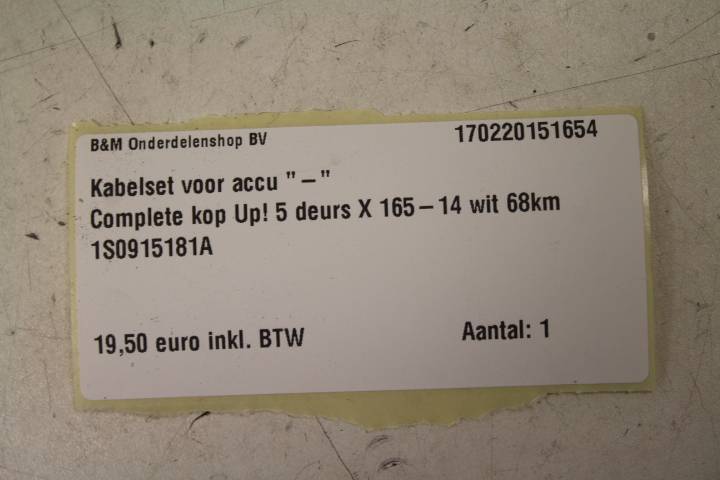 B&M Onderdelenshop BV 170220151654
Kabelset voor accu "–"
Complete kop Up! 5 deurs X 165–14 wit 68km
1S0915181A
19,50 euro inkl. BTW Aantal: 1